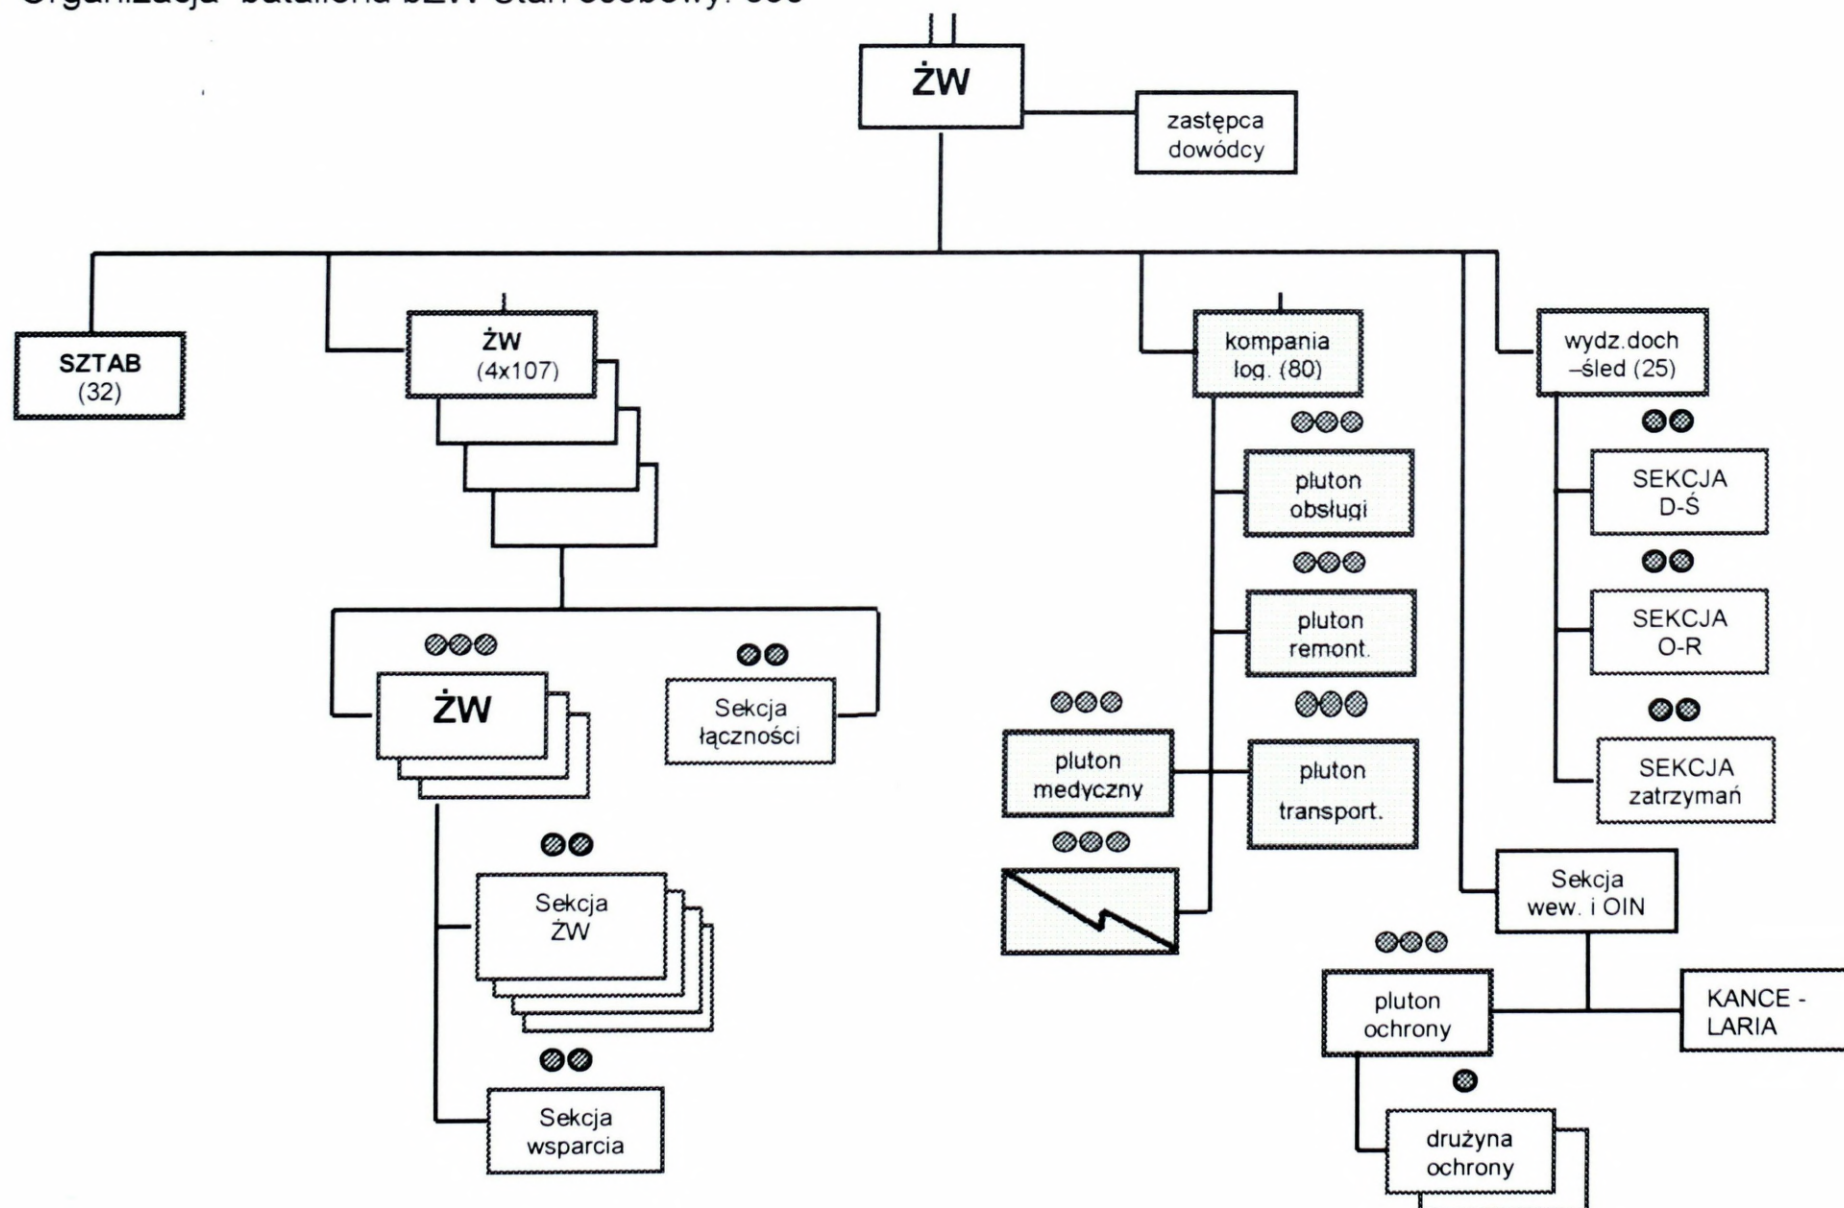 ŻW
zastępca
dowódcy
SZTAB
(32)
ŻW
(4x107)
kompania
log. (80)
wydz.doch
–śled (25)
pluton
obsługi
SEKCJA
D-Ś
pluton
remont.
SEKCJA
O-R
ŻW
Sekcja
łączności
pluton
medyczny
pluton
transport.
SEKCJA
zatrzymań
Sekcja
ŻW
Sekcja
wew. i OIN
pluton
ochrony
KANCE -
LARIA
Sekcja
wsparcia
drużyna
ochrony